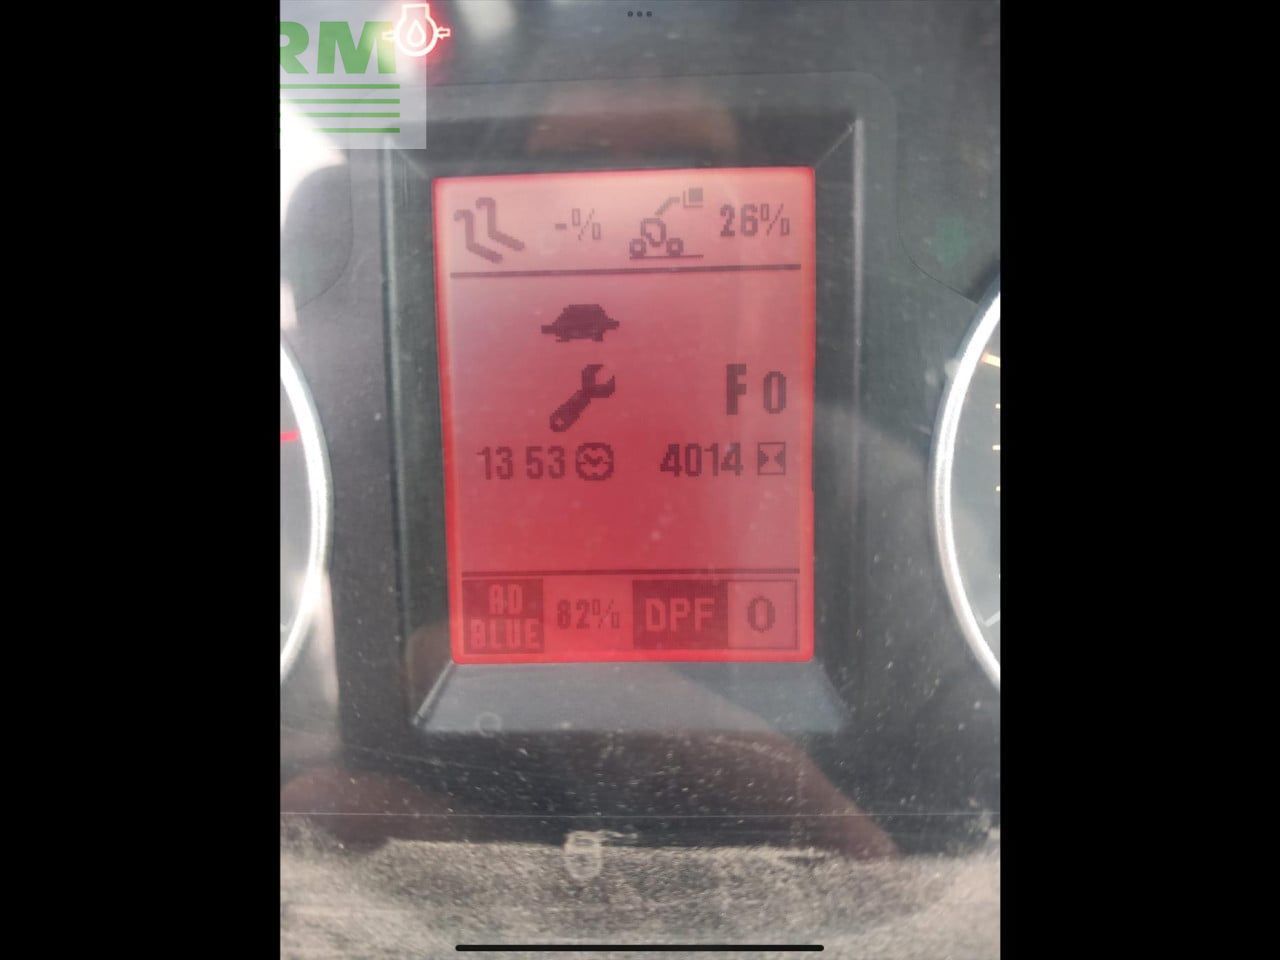 RM
-% 26%
F 0
13 53 4014
AD BLUE 82% DPF 0